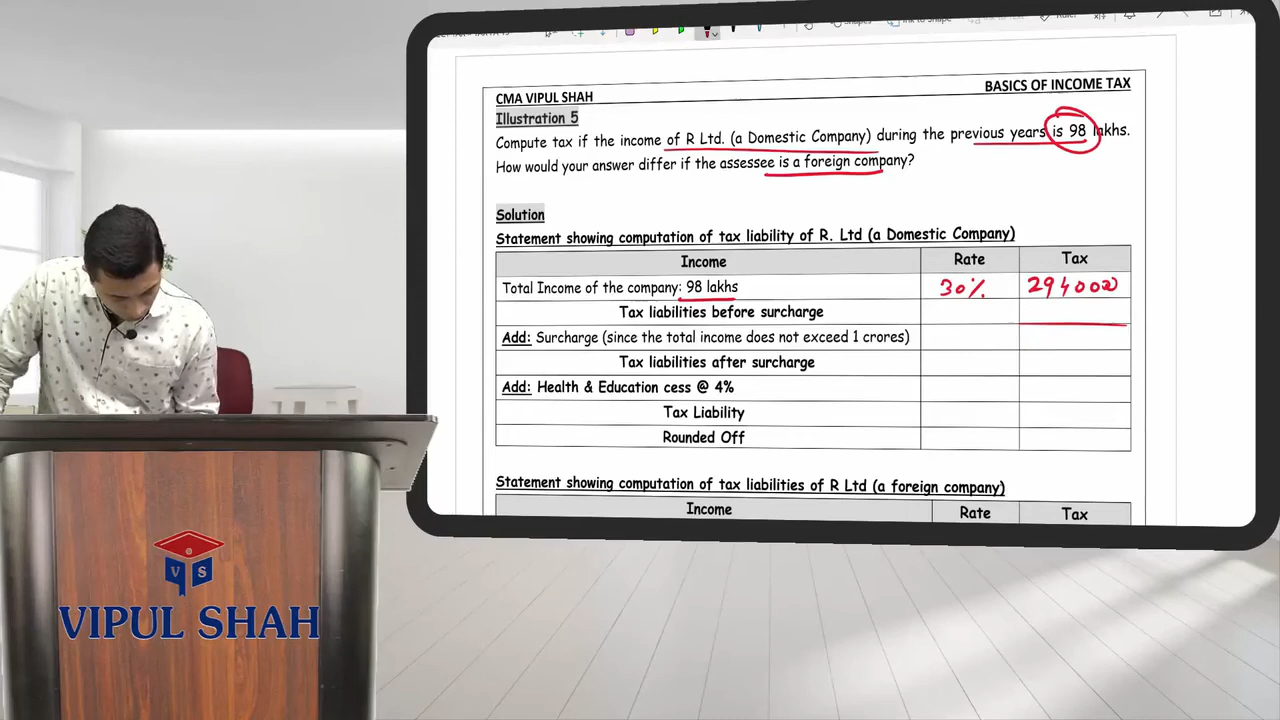 CMA VIPUL SHAH BASICS OF INCOME TAX
Illustration 5
Compute tax if the income of R Ltd. (a Domestic Company) during the previous years is 98 lakhs.
How would your answer differ if the assessee is a foreign company?
Solution
Statement showing computation of tax liability of R. Ltd (a Domestic Company)
Income Rate Tax
Total Income of the company: 98 lakhs 30% 2940000
Tax liabilities before surcharge
Add: Surcharge (since the total income does not exceed 1 crores)
Tax liabilities after surcharge
Add: Health & Education cess @ 4%
Tax Liability
Rounded Off
Statement showing computation of tax liabilities of R Ltd (a foreign company)
Income Rate Tax
V S
VIPUL SHAH